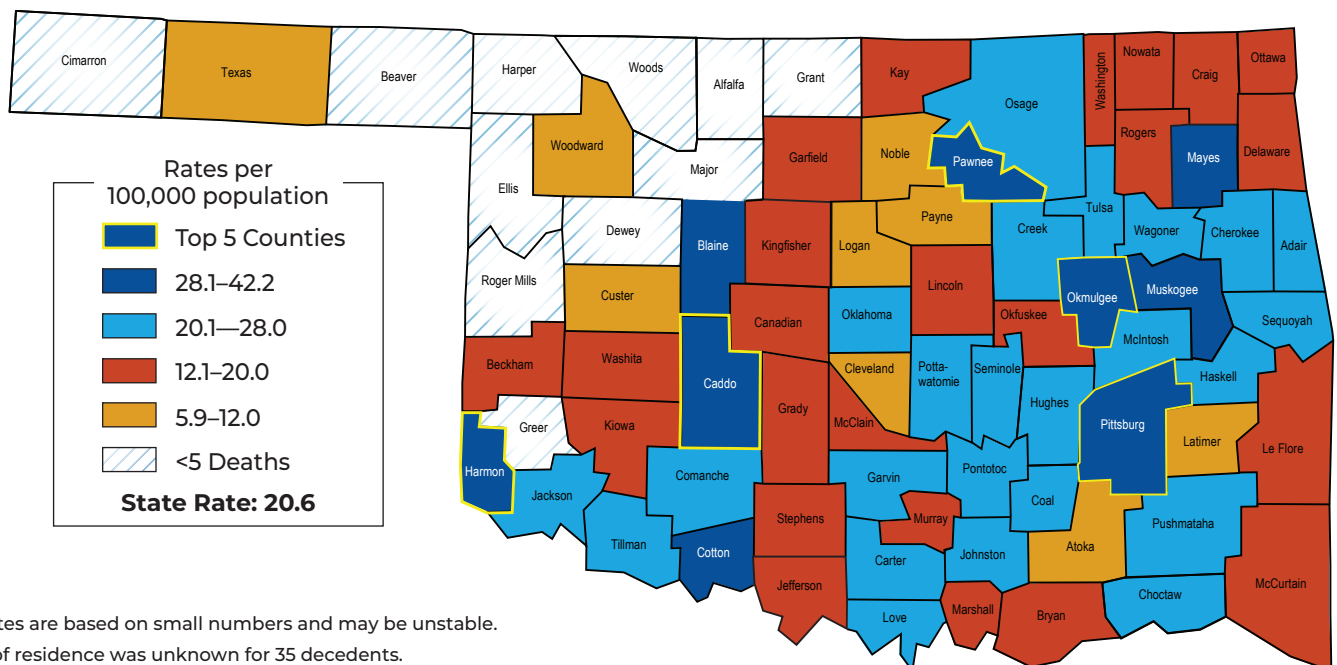 Cimarron
Texas
Beaver
Harper
Woods
Alfalfa
Grant
Kay
Osage
Washington
Nowata
Craig
Ottawa
Woodward
Ellis
Major
Garfield
Noble
Pawnee
Rogers
Mayes
Delaware
Dewey
Blaine
Kingfisher
Logan
Payne
Creek
Tulsa
Wagoner
Cherokee
Adair
Roger Mills
Custer
Canadian
Oklahoma
Lincoln
Okfuskee
Okmulgee
Muskogee
McIntosh
Sequoyah
Beckham
Washita
Caddo
Grady
Cleveland
McClain
Potta-
watomie
Seminole
Hughes
Pittsburg
Haskell
Latimer
Le Flore
Harmon
Greer
Kiowa
Jackson
Comanche
Tillman
Cotton
Stephens
Jefferson
Garvin
Murray
Carter
Love
Pontotoc
Johnston
Marshall
Coal
Atoka
Bryan
Pushmataha
Choctaw
McCurtain
Rates per
100,000 population
Top 5 Counties
28.1–42.2
20.1—28.0
12.1–20.0
5.9–12.0
<5 Deaths
State Rate: 20.6
tes are based on small numbers and may be unstable.
of residence was unknown for 35 decedents.